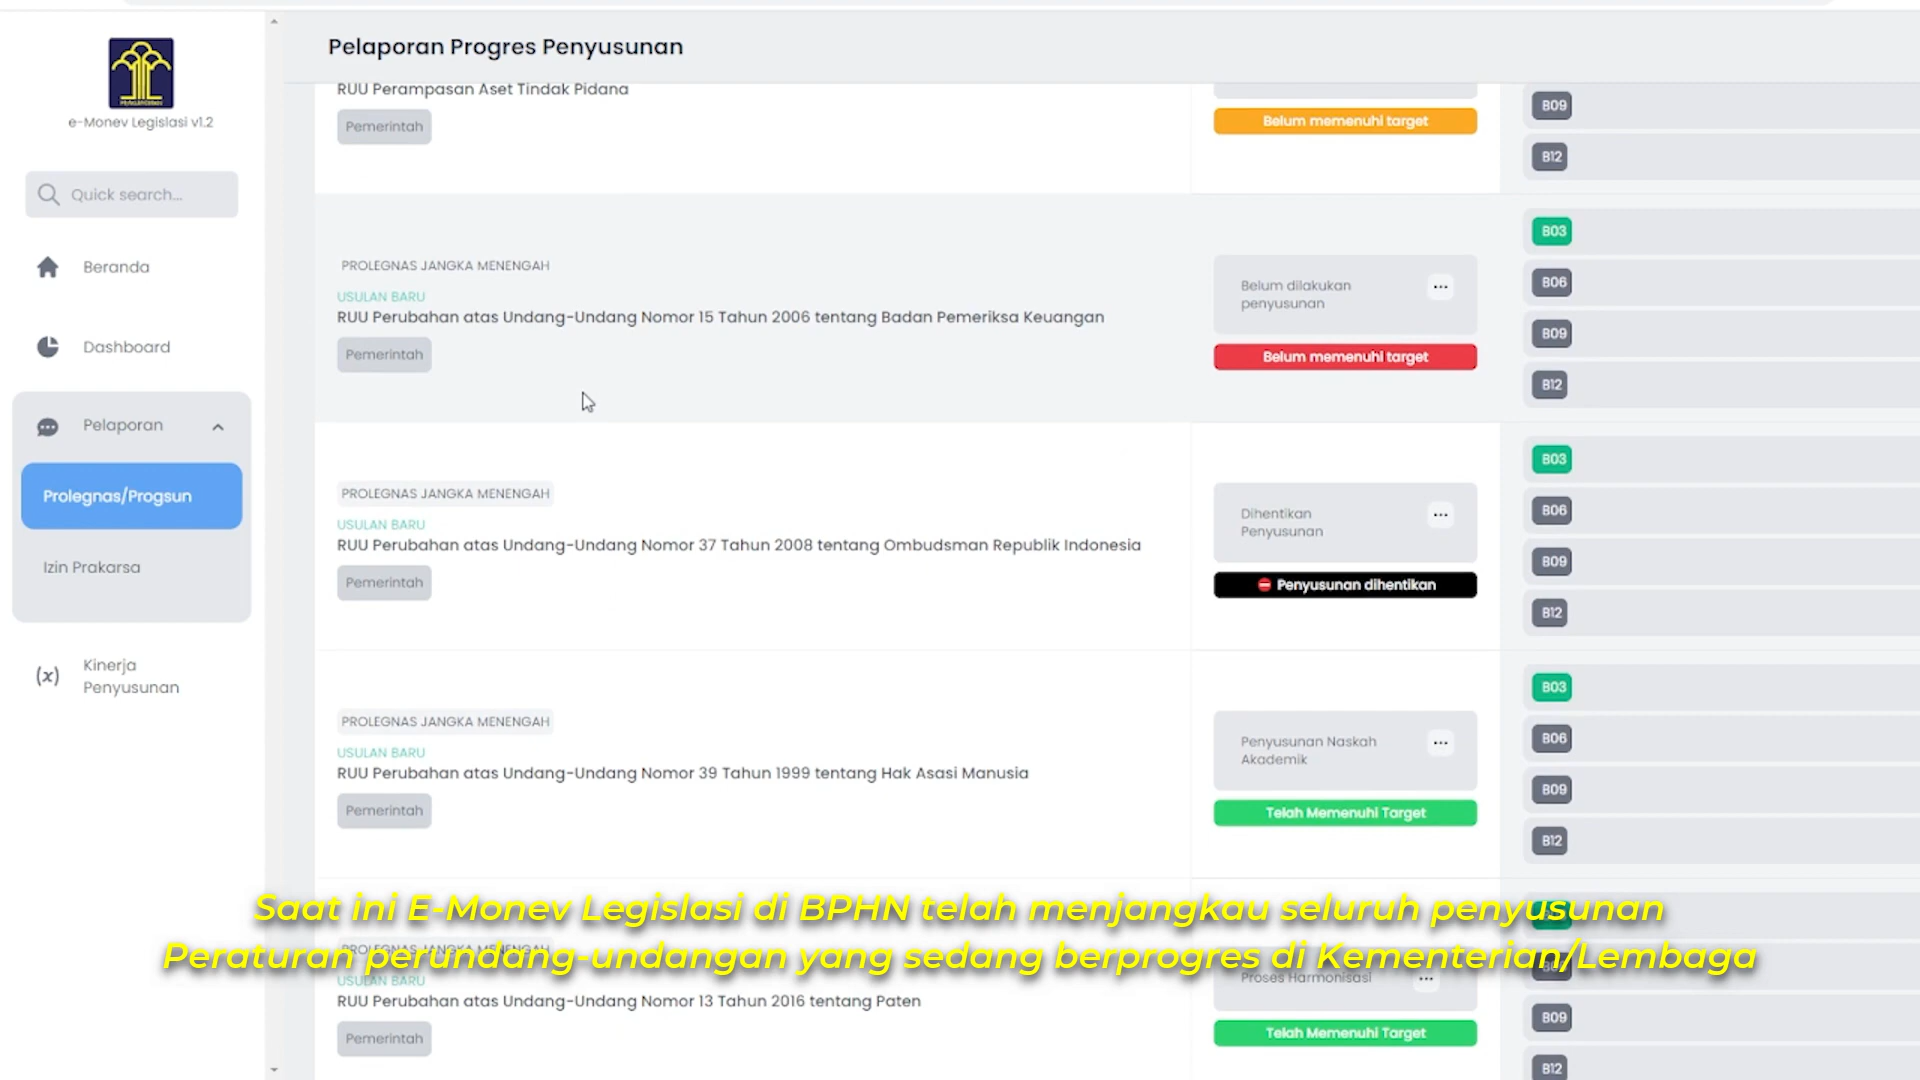 Pelaporan Progres Penyusunan
e-Monev Legislasi v1.2
Quick search...
Beranda
Dashboard
Pelaporan
Prolegnas/Progsun
Izin Prakarsa
Kinerja
Penyusunan
RUU Perampasan Aset Tindak Pidana
Pemerintah
Belum memenuhi target
B09
B12
PROLEGNAS JANGKA MENENGAH
USULAN BARU
RUU Perubahan atas Undang-Undang Nomor 15 Tahun 2006 tentang Badan Pemeriksa Keuangan
Pemerintah
Belum dilakukan
penyusunan
...
Belum memenuhi target
B03
B06
B09
B12
PROLEGNAS JANGKA MENENGAH
USULAN BARU
RUU Perubahan atas Undang-Undang Nomor 37 Tahun 2008 tentang Ombudsman Republik Indonesia
Pemerintah
Dihentikan
Penyusunan
...
Penyusunan dihentikan
B03
B06
B09
B12
PROLEGNAS JANGKA MENENGAH
USULAN BARU
RUU Perubahan atas Undang-Undang Nomor 39 Tahun 1999 tentang Hak Asasi Manusia
Pemerintah
Penyusunan Naskah
Akademik
...
Telah Memenuhi Target
B03
B06
B09
B12
PROLEGNAS JANGKA MENENGAH
USULAN BARU
RUU Perubahan atas Undang-Undang Nomor 13 Tahun 2016 tentang Paten
Pemerintah
Proses Harmonisasi
...
Telah Memenuhi Target
B09
B12
Saat ini E-Monev Legislasi di BPHN telah menjangkau seluruh penyusunan
Peraturan perundang-undangan yang sedang berprogres di Kementerian/Lembaga